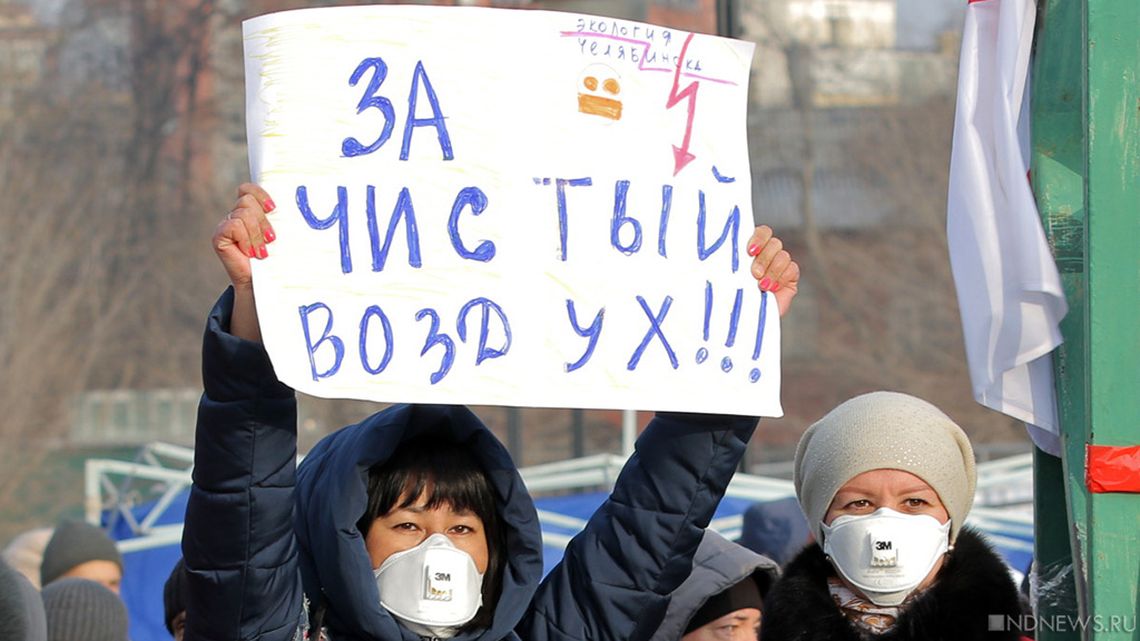 ЭКОЛОГИЯ
ЧЕЛЯБИНСКА
ЗА
ЧИСТЫЙ
ВОЗДУХ!!!
3M
3M
NDNEWS.RU